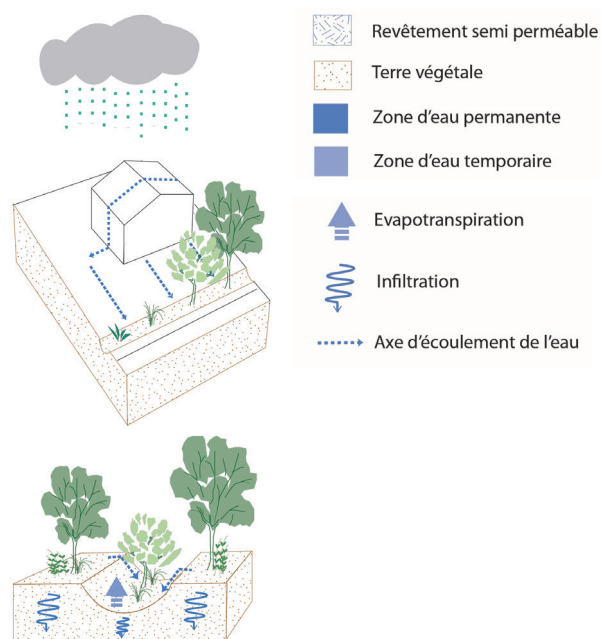 Revêtement semi perméable
Terre végétale
Zone d'eau permanente
Zone d'eau temporaire
Evapotranspiration
Infiltration
Axe d'écoulement de l'eau